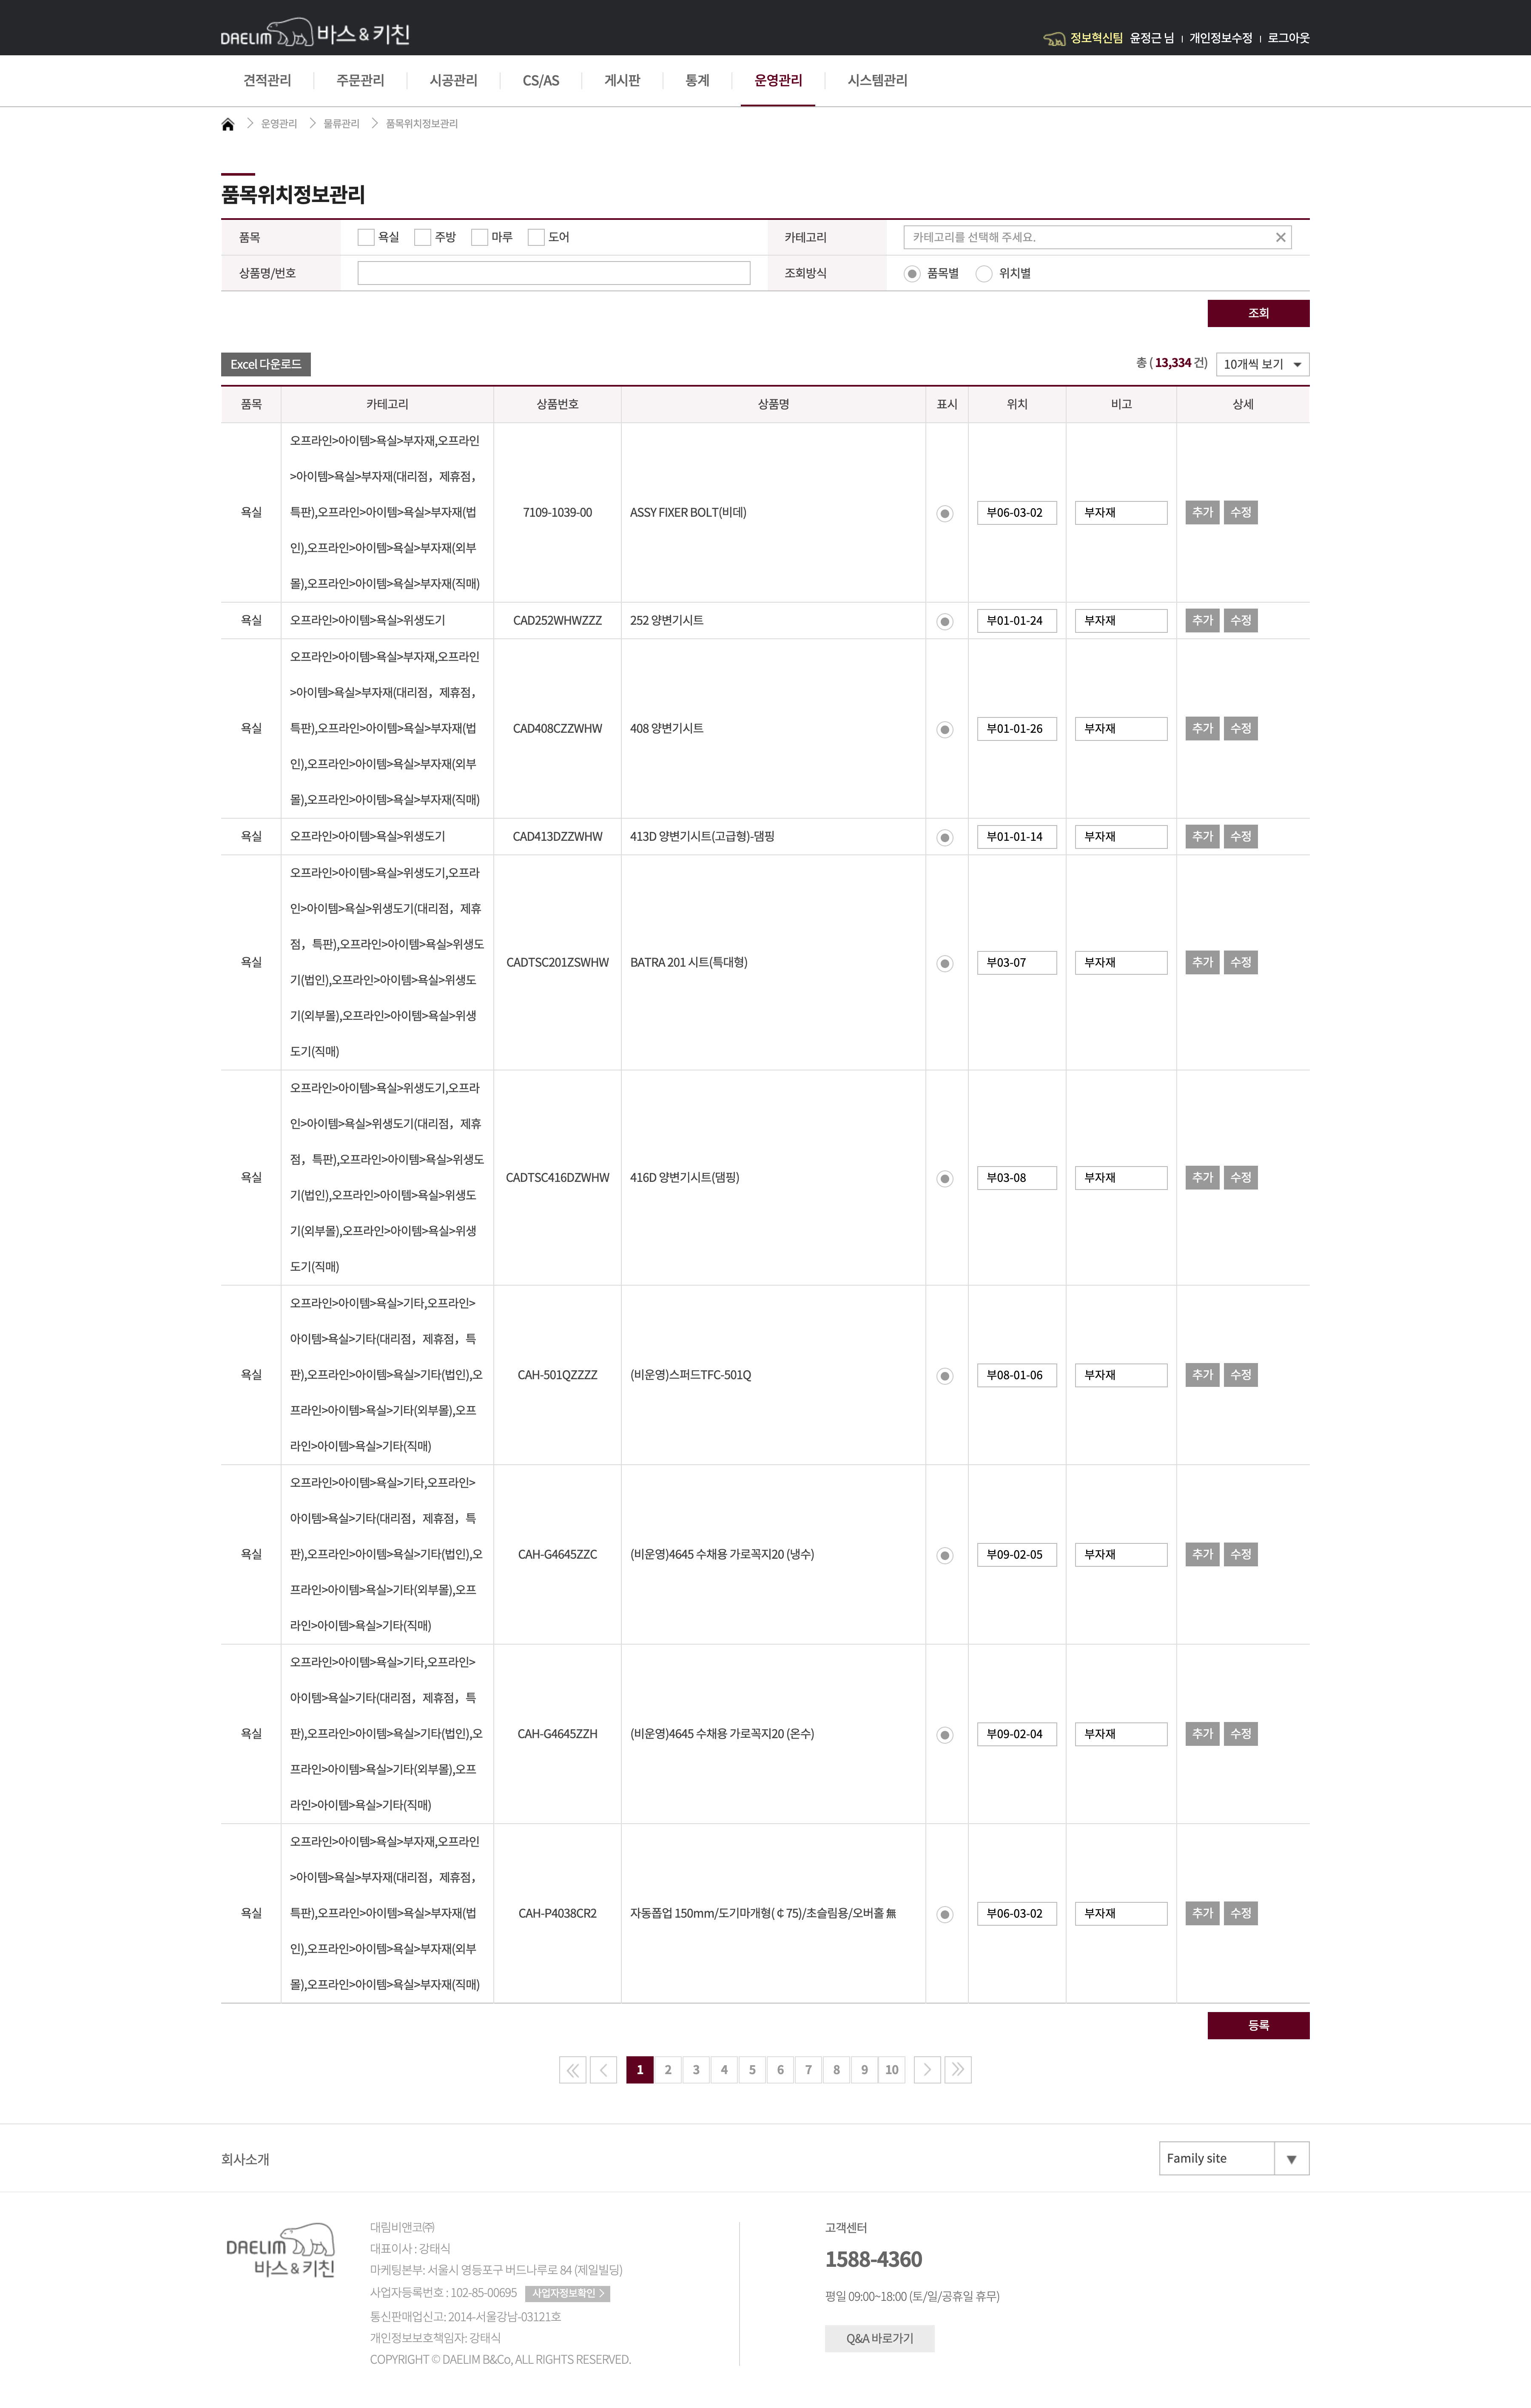 DAELIM 바스&키친
정보혁신팀 윤정근 님 | 개인정보수정 | 로그아웃
견적관리 주문관리 시공관리 CS/AS 게시판 통계 운영관리 시스템관리
운영관리 > 물류관리 > 품목위치정보관리
품목위치정보관리
품목 욕실 주방 마루 도어 카테고리 카테고리를 선택해 주세요.
상품명/번호 조회방식 품목별 위치별
조회
Excel 다운로드 총 ( 13,334 건) 10개씩 보기
품목 카테고리 상품번호 상품명 표시 위치 비고 상세
오프라인>아이템>욕실>부자재,오프라인
>아이템>욕실>부자재(대리점, 제휴점,
욕실 특판),오프라인>아이템>욕실>부자재(법 7109-1039-00 ASSY FIXER BOLT(비데) 부06-03-02 부자재 추가 수정
인),오프라인>아이템>욕실>부자재(외부
몰),오프라인>아이템>욕실>부자재(직매)
욕실 오프라인>아이템>욕실>위생도기 CAD252WHWZZZ 252 양변기시트 부01-01-24 부자재 추가 수정
오프라인>아이템>욕실>부자재,오프라인
>아이템>욕실>부자재(대리점, 제휴점,
욕실 특판),오프라인>아이템>욕실>부자재(법 CAD408CZZWHW 408 양변기시트 부01-01-26 부자재 추가 수정
인),오프라인>아이템>욕실>부자재(외부
몰),오프라인>아이템>욕실>부자재(직매)
욕실 오프라인>아이템>욕실>위생도기 CAD413DZZWHW 413D 양변기시트(고급형)-댐핑 부01-01-14 부자재 추가 수정
오프라인>아이템>욕실>위생도기,오프라
인>아이템>욕실>위생도기(대리점, 제휴
점, 특판),오프라인>아이템>욕실>위생도
욕실 기(법인),오프라인>아이템>욕실>위생도 CADTSC201ZSWHW BATRA 201 시트(특대형) 부03-07 부자재 추가 수정
기(외부몰),오프라인>아이템>욕실>위생
도기(직매)
오프라인>아이템>욕실>위생도기,오프라
인>아이템>욕실>위생도기(대리점, 제휴
점, 특판),오프라인>아이템>욕실>위생도
욕실 기(법인),오프라인>아이템>욕실>위생도 CADTSC416DZWHW 416D 양변기시트(댐핑) 부03-08 부자재 추가 수정
기(외부몰),오프라인>아이템>욕실>위생
도기(직매)
오프라인>아이템>욕실>기타,오프라인>
아이템>욕실>기타(대리점, 제휴점, 특
욕실 판),오프라인>아이템>욕실>기타(법인),오 CAH-501QZZZZ (비운영)스퍼드TFC-501Q 부08-01-06 부자재 추가 수정
프라인>아이템>욕실>기타(외부몰),오프
라인>아이템>욕실>기타(직매)
오프라인>아이템>욕실>기타,오프라인>
아이템>욕실>기타(대리점, 제휴점, 특
욕실 판),오프라인>아이템>욕실>기타(법인),오 CAH-G4645ZZC (비운영)4645 수채용 가로꼭지20 (냉수) 부09-02-05 부자재 추가 수정
프라인>아이템>욕실>기타(외부몰),오프
라인>아이템>욕실>기타(직매)
오프라인>아이템>욕실>기타,오프라인>
아이템>욕실>기타(대리점, 제휴점, 특
욕실 판),오프라인>아이템>욕실>기타(법인),오 CAH-G4645ZZH (비운영)4645 수채용 가로꼭지20 (온수) 부09-02-04 부자재 추가 수정
프라인>아이템>욕실>기타(외부몰),오프
라인>아이템>욕실>기타(직매)
오프라인>아이템>욕실>부자재,오프라인
>아이템>욕실>부자재(대리점, 제휴점,
욕실 특판),오프라인>아이템>욕실>부자재(법 CAH-P4038CR2 자동폽업 150mm/도기마개형(￠75)/초슬림용/오버홀 無 부06-03-02 부자재 추가 수정
인),오프라인>아이템>욕실>부자재(외부
몰),오프라인>아이템>욕실>부자재(직매)
등록
1 2 3 4 5 6 7 8 9 10
회사소개 Family site
DAELIM 바스&키친
대림비앤코㈜
대표이사 : 강태식
마케팅본부: 서울시 영등포구 버드나루로 84 (제일빌딩)
사업자등록번호 : 102-85-00695 사업자정보확인 >
통신판매업신고: 2014-서울강남-03121호
개인정보보호책임자: 강태식
COPYRIGHT © DAELIM B&Co, ALL RIGHTS RESERVED.
고객센터
1588-4360
평일 09:00~18:00 (토/일/공휴일 휴무)
Q&A 바로가기